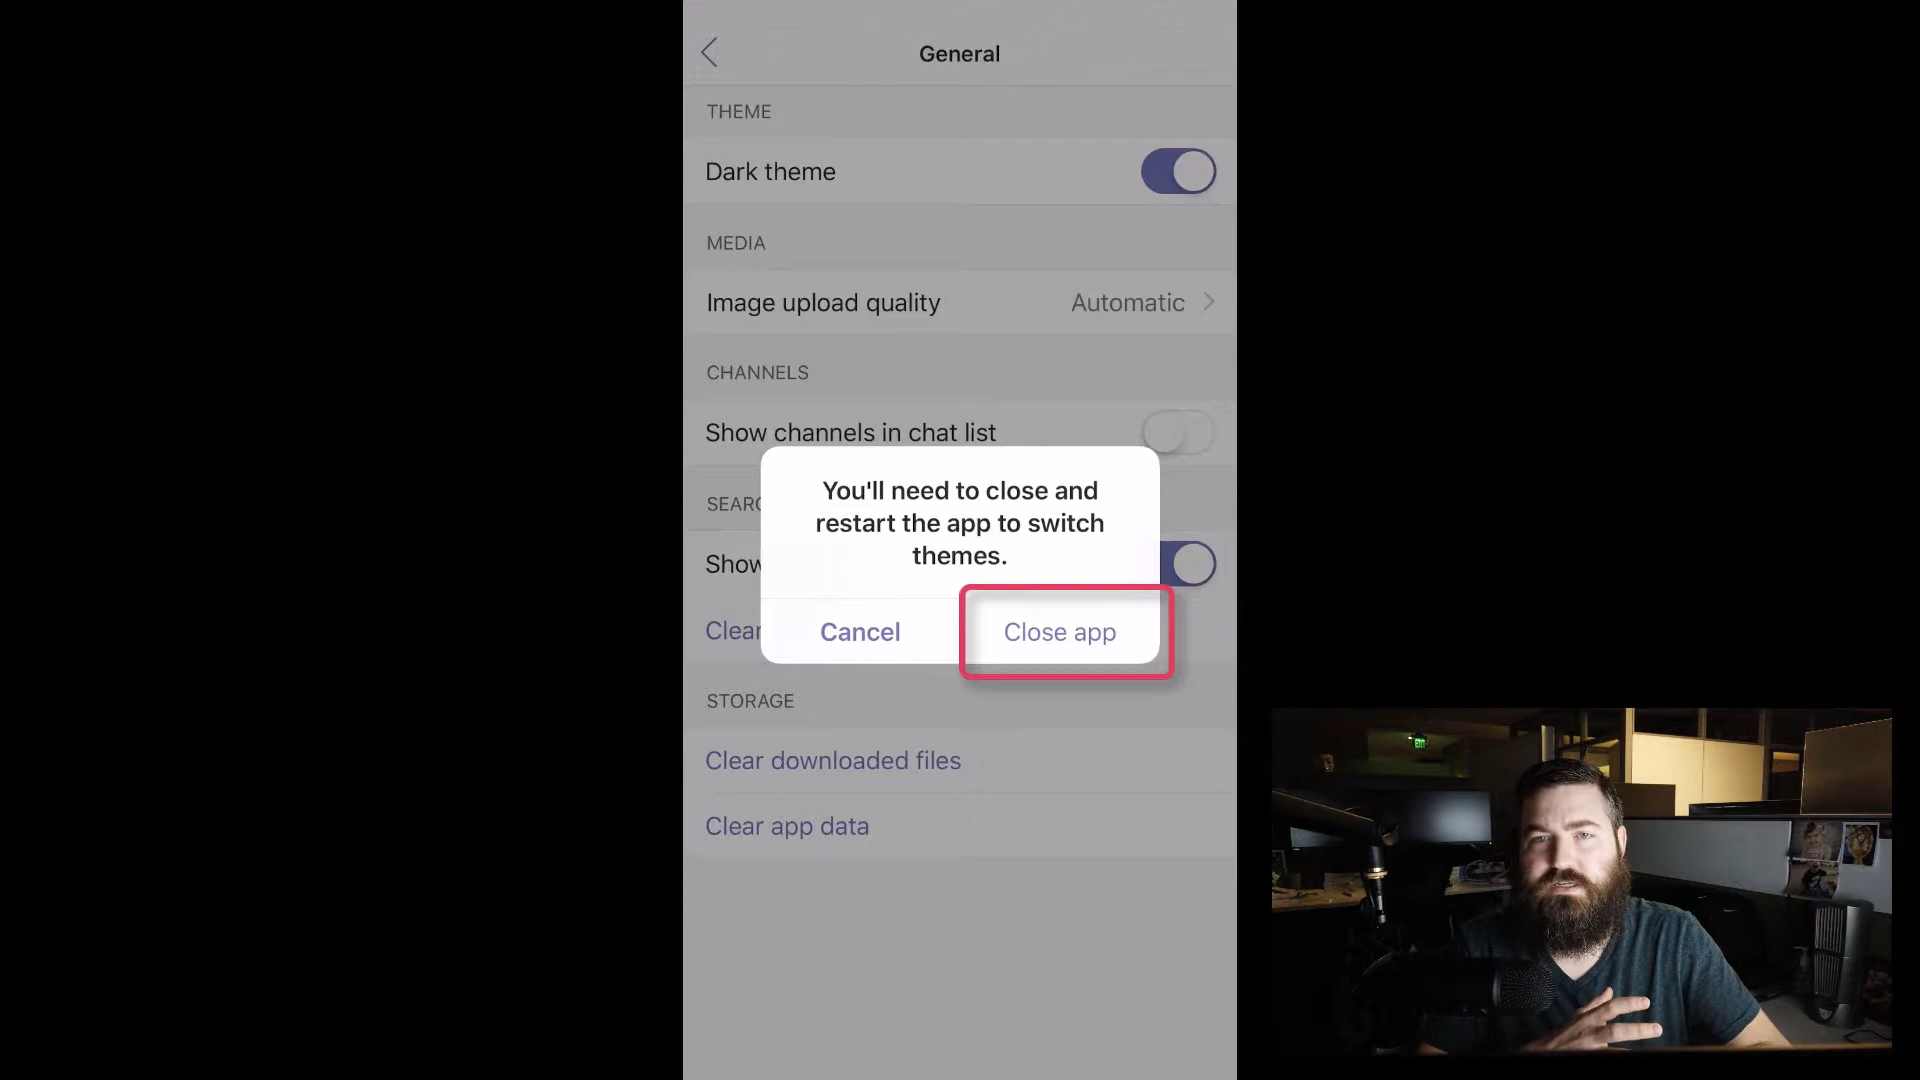 General
THEME
Dark theme
MEDIA
Image upload quality Automatic
CHANNELS
Show channels in chat list
You'll need to close and
restart the app to switch
themes.
Cancel Close app
STORAGE
Clear downloaded files
Clear app data